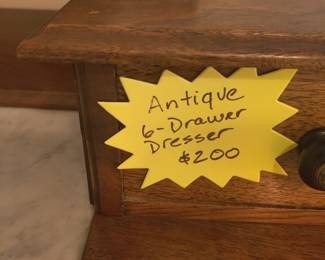 Antique
6-Drawer
Dresser
$200